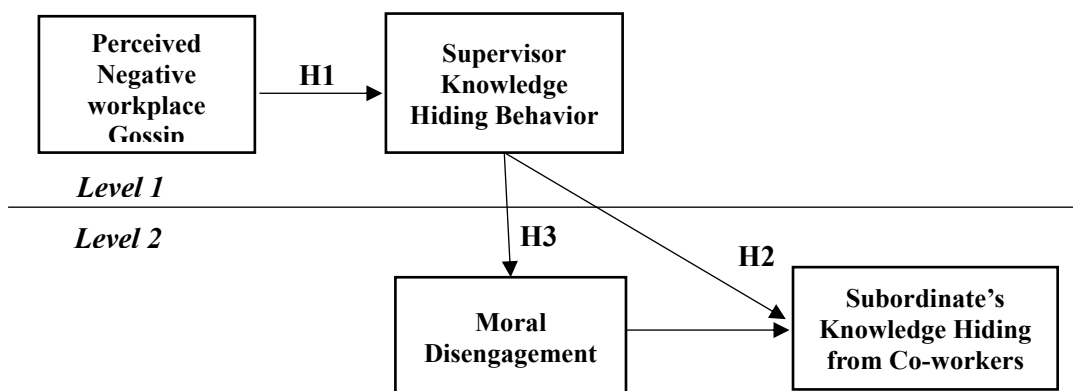 Perceived
Negative
workplace
Gossip
H1
Supervisor
Knowledge
Hiding Behavior
Level 1
Level 2
H3
H2
Moral
Disengagement
Subordinate’s
Knowledge Hiding
from Co-workers